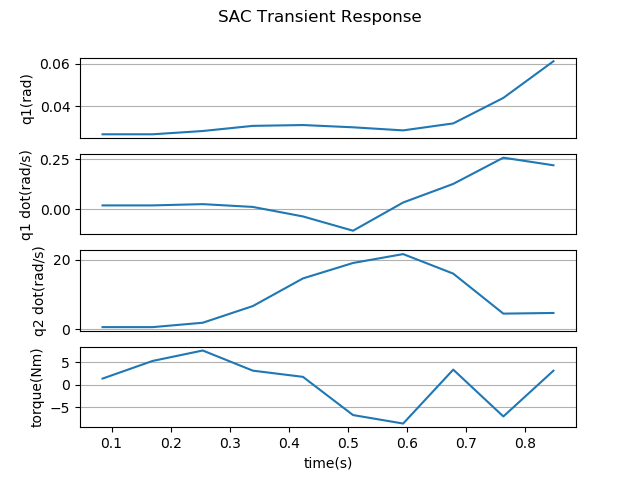 SAC Transient Response
0.06
0.04
q1(rad)
0.25
0.00
q1 dot(rad/s)
20
0
q2 dot(rad/s)
5
0
−5
torque(Nm)
0.1 0.2 0.3 0.4 0.5 0.6 0.7 0.8
time(s)